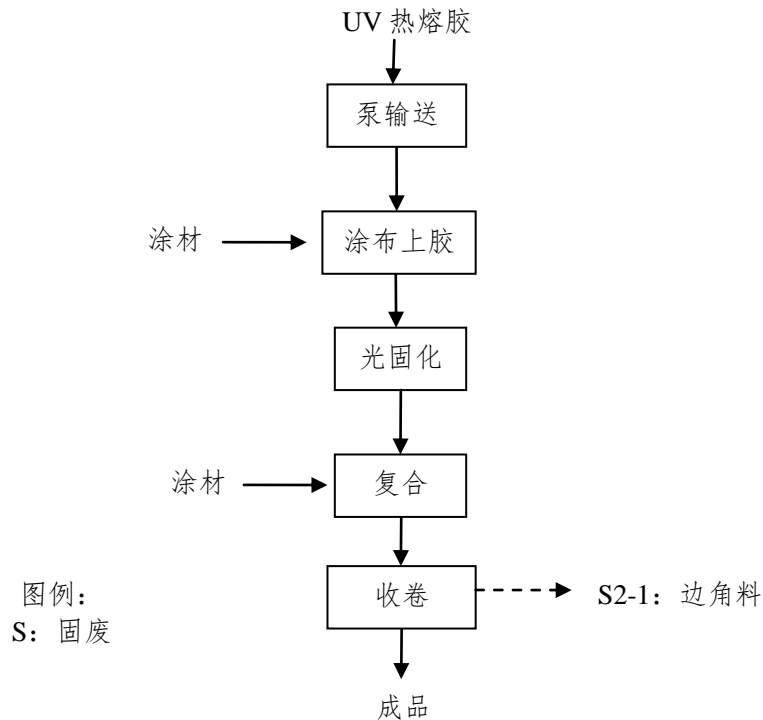 UV 热熔胶
泵输送
涂材
涂布上胶
光固化
涂材
复合
收卷
S2-1：边角料
图例：
S：固废
成品